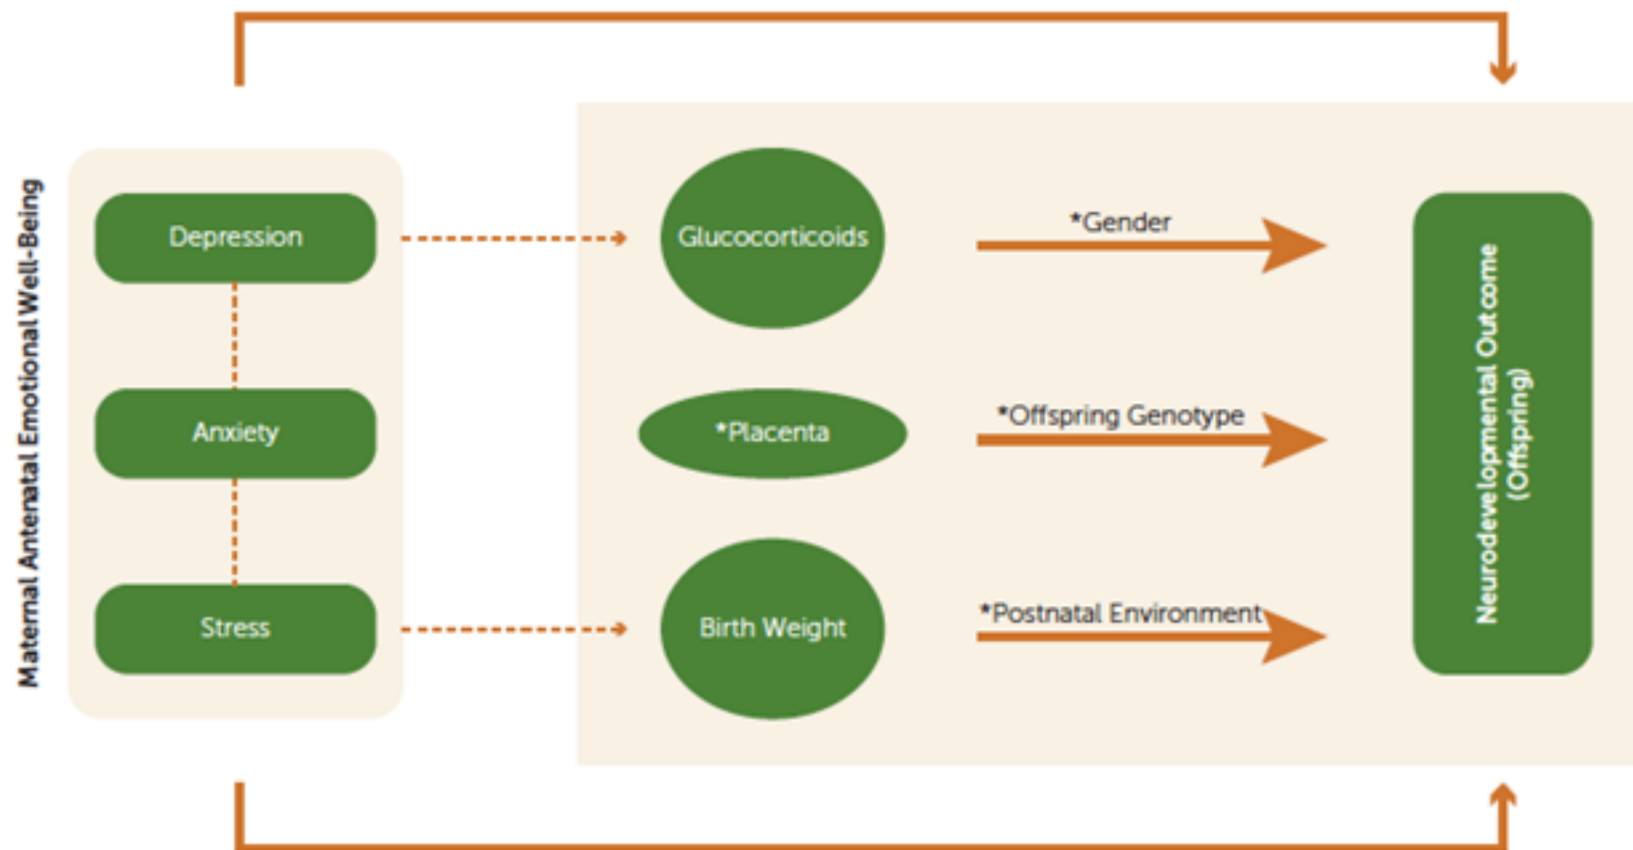 Maternal Antenatal Emotional Well-Being
Depression
Anxiety
Stress
Glucocorticoids
*Placenta
Birth Weight
*Gender
*Offspring Genotype
*Postnatal Environment
Neurodevelopmental Outcome
(Offspring)